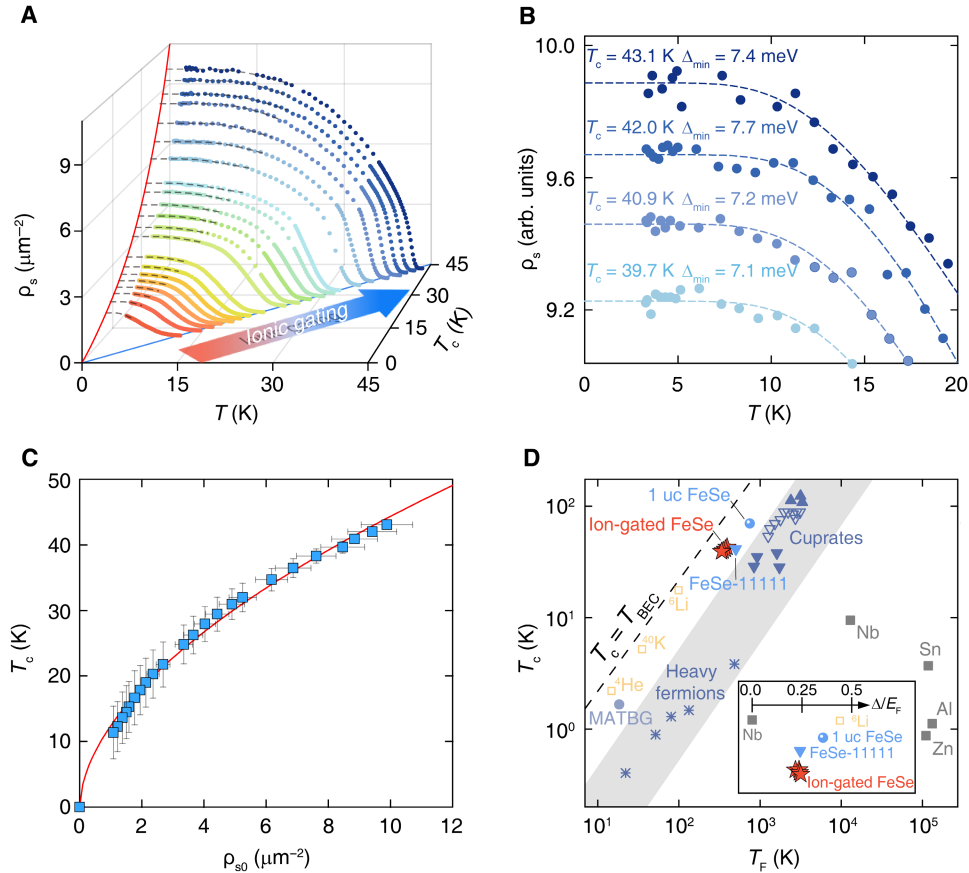 A
9
6
3
0
ρs (μm−2)
0
15
30
45
T (K)
45
30
15
0
Tc (K)
Ionic gating
B
10.0
9.6
9.2
ρs (arb. units)
Tc = 43.1 K Δmin = 7.4 meV
Tc = 42.0 K Δmin = 7.7 meV
Tc = 40.9 K Δmin = 7.2 meV
Tc = 39.7 K Δmin = 7.1 meV
0
5
10
15
20
T (K)
C
50
40
30
20
10
0
Tc (K)
0
2
4
6
8
10
12
ρs0 (μm−2)
D
10²
10¹
10⁰
Tc (K)
1 uc FeSe
Ion-gated FeSe
Cuprates
FeSe-11111
⁶Li
Tc = TBEC
⁴⁰K
⁴He
MATBG
Heavy
fermions
Nb
Sn
Al
Zn
0.0
0.25
0.5
Δ/EF
Nb
⁶Li
1 uc FeSe
FeSe-11111
Ion-gated FeSe
10¹
10²
10³
10⁴
10⁵
TF (K)